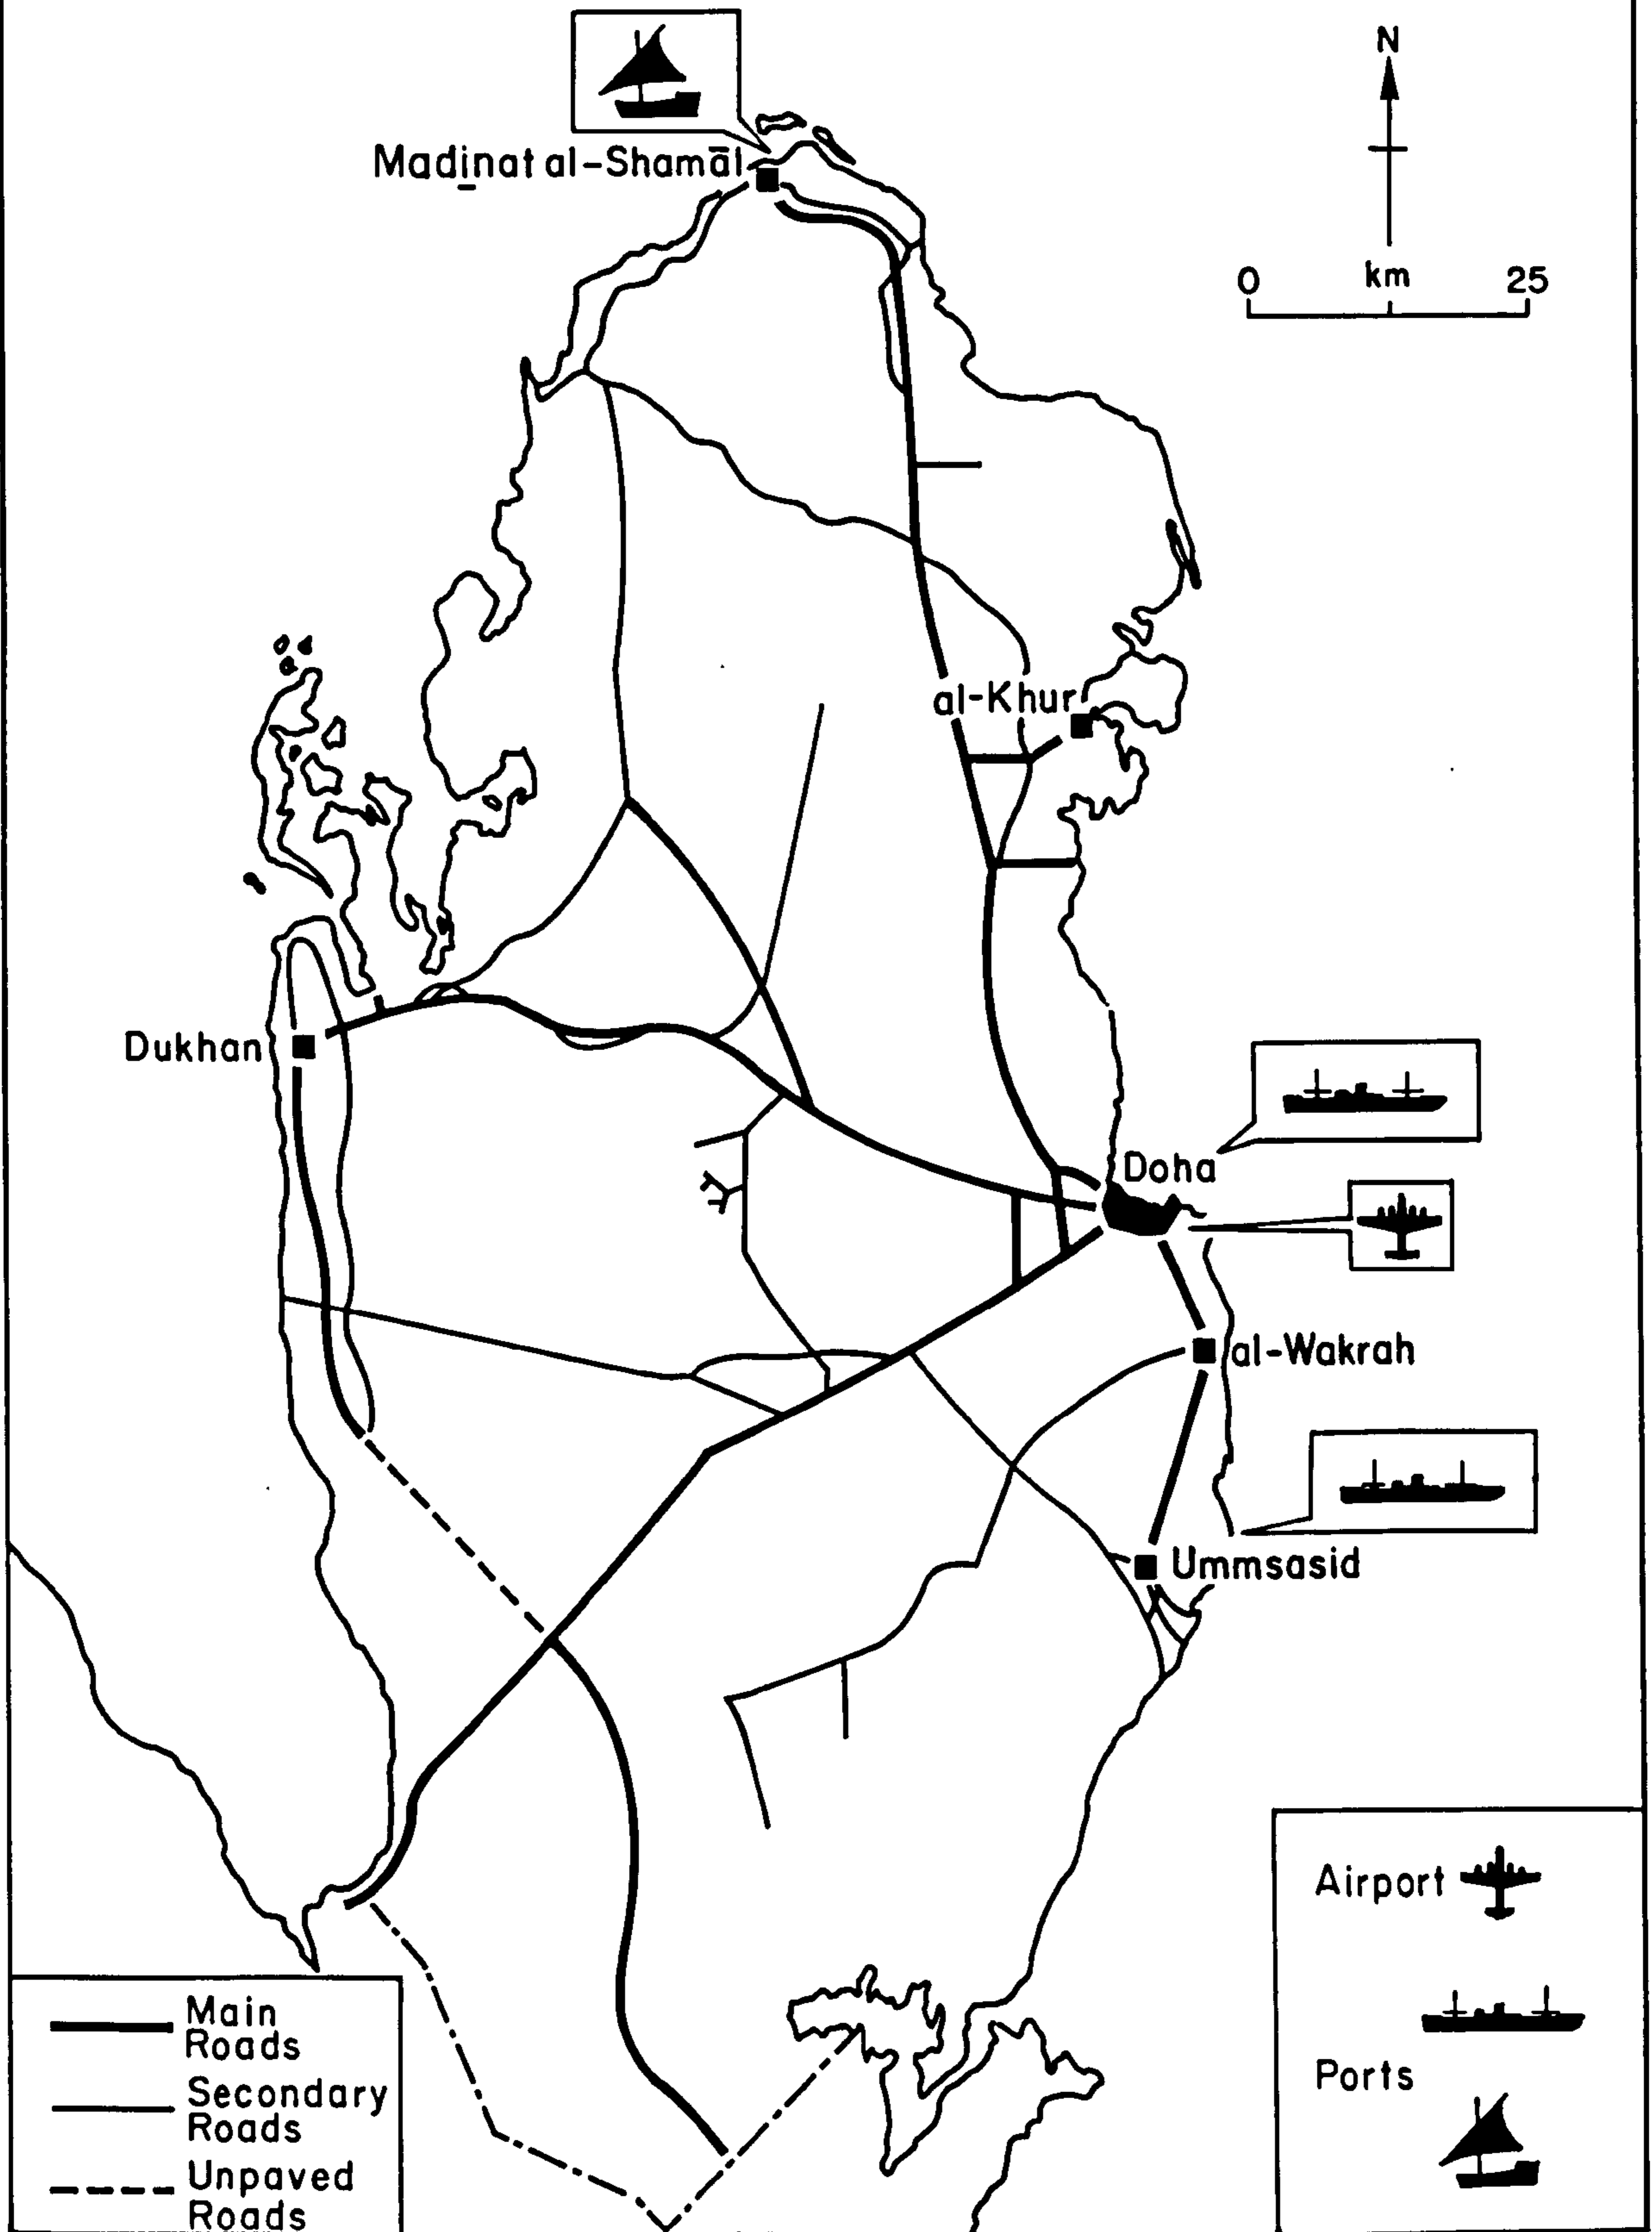 N
0 km 25
Madinat al-Shamāl
al-Khur
Dukhan
Doha
al-Wakrah
Ummsasid
Airport
Ports
Main
Roads
Secondary
Roads
Unpaved
Roads